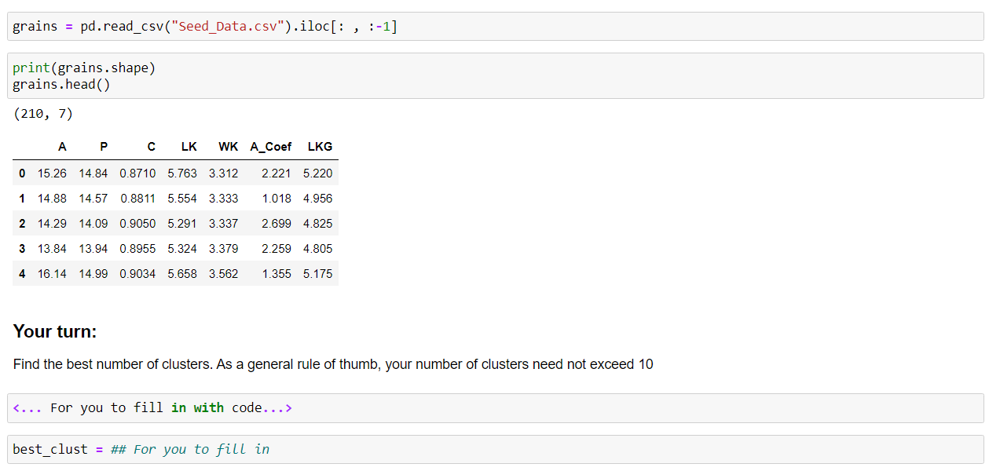 grains = pd.read_csv("Seed_Data.csv").iloc[: , :-1]
print(grains.shape)
grains.head()
(210, 7)
A P C LK WK A_Coef LKG
0 15.26 14.84 0.8710 5.763 3.312 2.221 5.220
1 14.88 14.57 0.8811 5.554 3.333 1.018 4.956
2 14.29 14.09 0.9050 5.291 3.337 2.699 4.825
3 13.84 13.94 0.8955 5.324 3.379 2.259 4.805
4 16.14 14.99 0.9034 5.658 3.562 1.355 5.175
Your turn:
Find the best number of clusters. As a general rule of thumb, your number of clusters need not exceed 10
<... For you to fill in with code...>
best_clust = ## For you to fill in